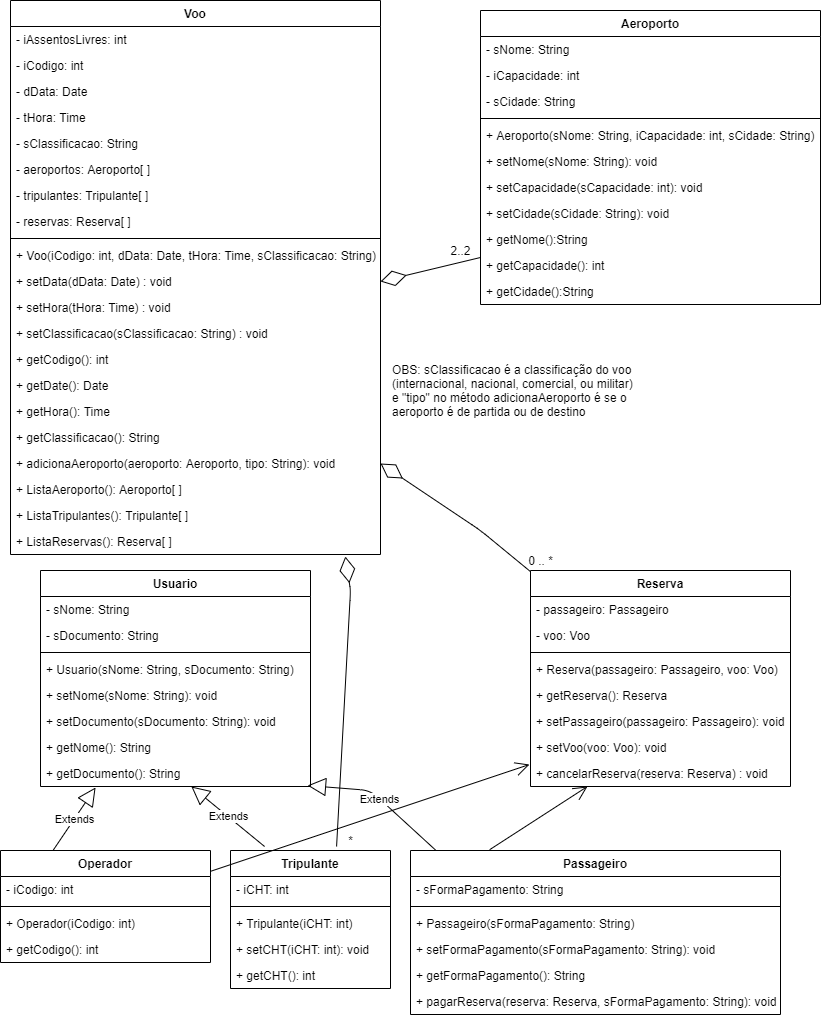 Voo
- iAssentosLivres: int
- iCodigo: int
- dData: Date
- tHora: Time
- sClassificacao: String
- aeroportos: Aeroporto[ ]
- tripulantes: Tripulante[ ]
- reservas: Reserva[ ]
+ Voo(iCodigo: int, dData: Date, tHora: Time, sClassificacao: String)
+ setData(dData: Date) : void
+ setHora(tHora: Time) : void
+ setClassificacao(sClassificacao: String) : void
+ getCodigo(): int
+ getDate(): Date
+ getHora(): Time
+ getClassificacao(): String
+ adicionaAeroporto(aeroporto: Aeroporto, tipo: String): void
+ ListaAeroporto(): Aeroporto[ ]
+ ListaTripulantes(): Tripulante[ ]
+ ListaReservas(): Reserva[ ]
Aeroporto
- sNome: String
- iCapacidade: int
- sCidade: String
+ Aeroporto(sNome: String, iCapacidade: int, sCidade: String)
+ setNome(sNome: String): void
+ setCapacidade(sCapacidade: int): void
+ setCidade(sCidade: String): void
+ getNome():String
+ getCapacidade(): int
+ getCidade():String
2..2
OBS: sClassificacao é a classificação do voo
(internacional, nacional, comercial, ou militar)
e "tipo" no método adicionaAeroporto é se o
aeroporto é de partida ou de destino
0 .. *
Usuario
- sNome: String
- sDocumento: String
+ Usuario(sNome: String, sDocumento: String)
+ setNome(sNome: String): void
+ setDocumento(sDocumento: String): void
+ getNome(): String
+ getDocumento(): String
Reserva
- passageiro: Passageiro
- voo: Voo
+ Reserva(passageiro: Passageiro, voo: Voo)
+ getReserva(): Reserva
+ setPassageiro(passageiro: Passageiro): void
+ setVoo(voo: Voo): void
+ cancelarReserva(reserva: Reserva) : void
Extends
Extends
Extends
*
Operador
- iCodigo: int
+ Operador(iCodigo: int)
+ getCodigo(): int
Tripulante
- iCHT: int
+ Tripulante(iCHT: int)
+ setCHT(iCHT: int): void
+ getCHT(): int
Passageiro
- sFormaPagamento: String
+ Passageiro(sFormaPagamento: String)
+ setFormaPagamento(sFormaPagamento: String): void
+ getFormaPagamento(): String
+ pagarReserva(reserva: Reserva, sFormaPagamento: String): void